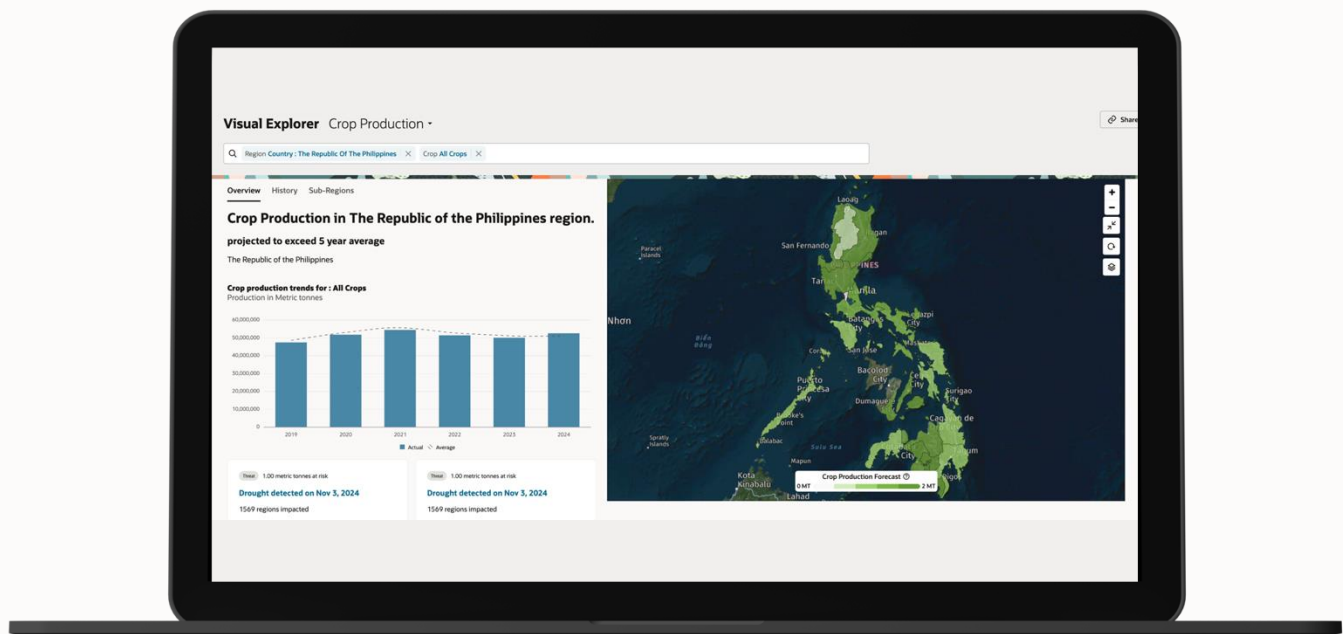 Visual Explorer Crop Production
Share
Region Country : The Republic Of The Philippines × Crop All Crops ×
Overview History Sub-Regions
Crop Production in The Republic of the Philippines region.
projected to exceed 5 year average
The Republic of the Philippines
Crop production trends for : All Crops
Production in Metric tonnes
60,000,000
50,000,000
40,000,000
30,000,000
20,000,000
10,000,000
0
2019 2020 2021 2022 2023 2024
Actual Average
1.00 metric tonnes at risk
Drought detected on Nov 3, 2024
1569 regions impacted
1.00 metric tonnes at risk
Drought detected on Nov 3, 2024
1569 regions impacted
Laoag
San Fernando
Paracel
Islands
Nhơn
Biển
Đông
City
San Jose
Bacolod
City
City
Surigao
City
Dumague
Puerto
Point
Balabac
Sulu Sea
Spratly
Islands
Mapun
City
Kota
Kinabalu
Lahad
Crop Production Forecast
0 MT 2 MT